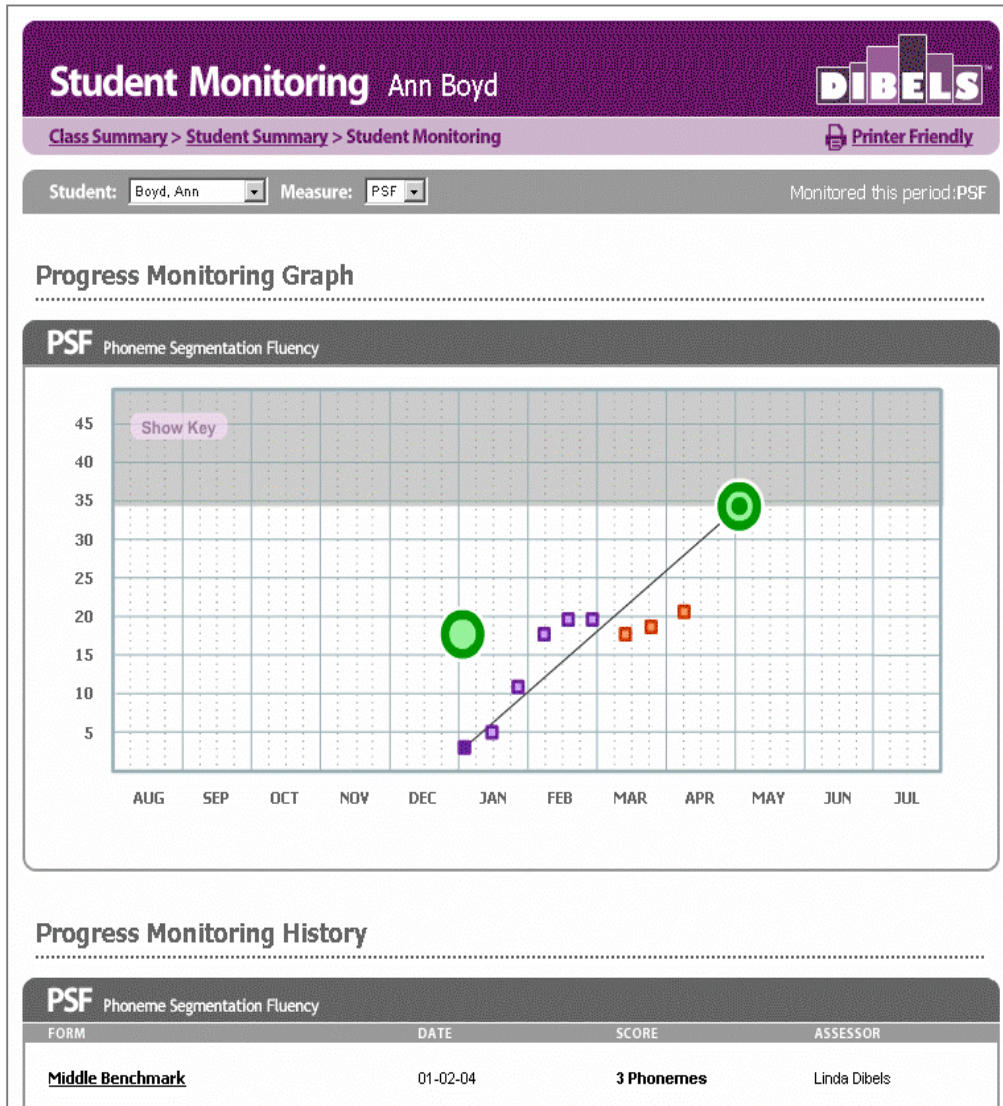 Student Monitoring Ann Boyd
DIBELS™
Class Summary > Student Summary > Student Monitoring
Printer Friendly
Student: Boyd, Ann Measure: PSF Monitored this period:PSF
Progress Monitoring Graph
PSF Phoneme Segmentation Fluency
Show Key
45
40
35
30
25
20
15
10
5
AUG SEP OCT NOV DEC JAN FEB MAR APR MAY JUN JUL
Progress Monitoring History
PSF Phoneme Segmentation Fluency
FORM DATE SCORE ASSESSOR
Middle Benchmark 01-02-04 3 Phonemes Linda Dibels